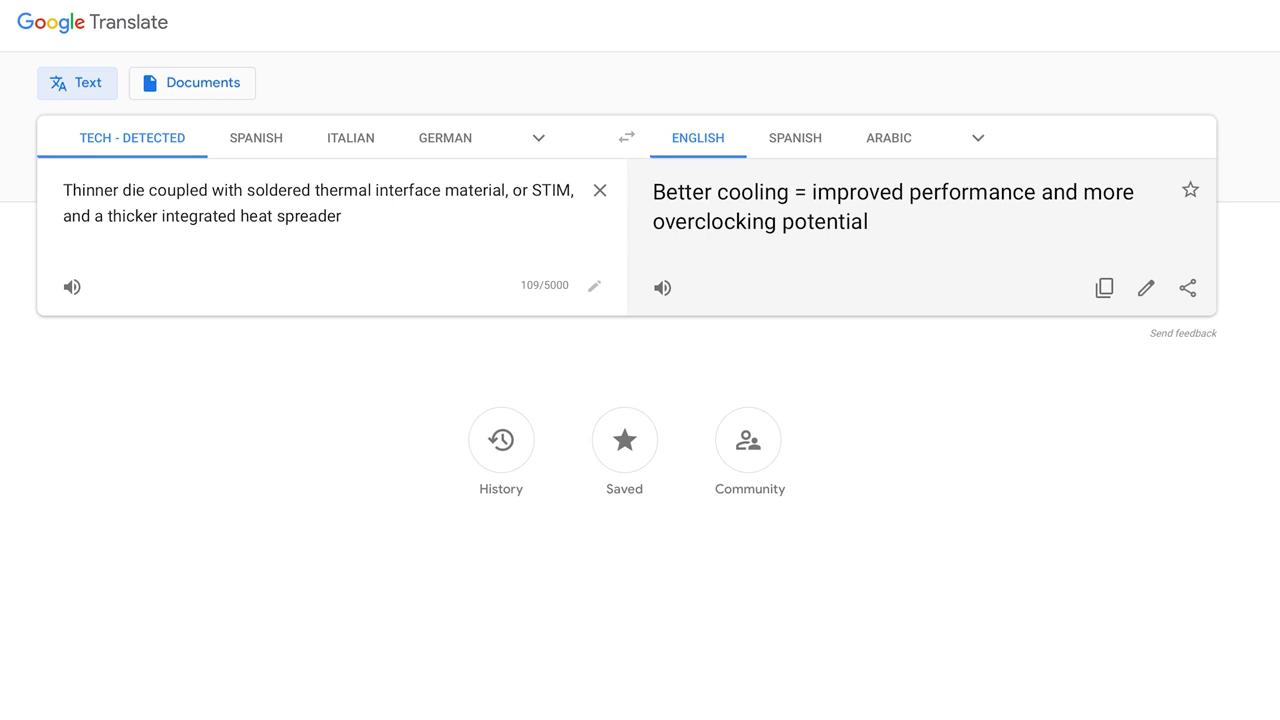 Google Translate
Text
Documents
TECH - DETECTED
SPANISH
ITALIAN
GERMAN
ENGLISH
SPANISH
ARABIC
Thinner die coupled with soldered thermal interface material, or STIM,
and a thicker integrated heat spreader
109/5000
Better cooling = improved performance and more
overclocking potential
Send feedback
History
Saved
Community